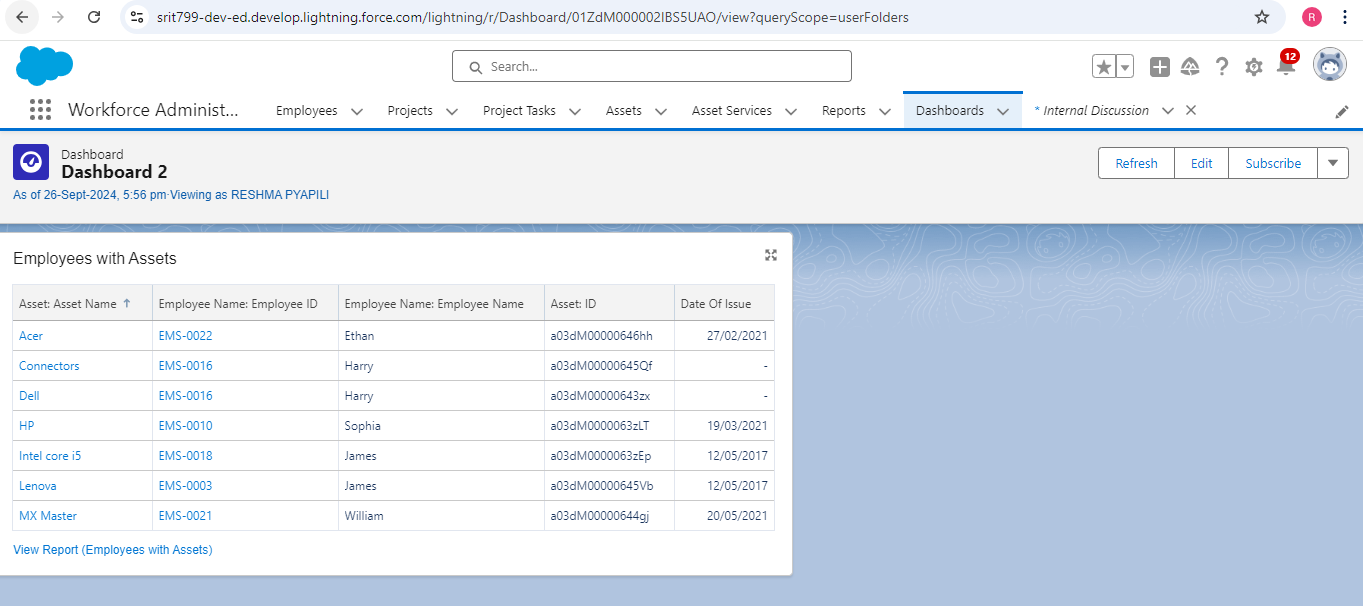 srit799-dev-ed.develop.lightning.force.com/lightning/r/Dashboard/01ZdM000002IBS5UAO/view?queryScope=userFolders
R
Search...
12
Workforce Administ... Employees Projects Project Tasks Assets Asset Services Reports Dashboards * Internal Discussion
Dashboard
Dashboard 2
As of 26-Sept-2024, 5:56 pm·Viewing as RESHMA PYAPILI
Refresh Edit Subscribe
Employees with Assets
Asset: Asset Name ↑ Employee Name: Employee ID Employee Name: Employee Name Asset: ID Date Of Issue
Acer EMS-0022 Ethan a03dM00000646hh 27/02/2021
Connectors EMS-0016 Harry a03dM00000645Qf -
Dell EMS-0016 Harry a03dM00000643zx -
HP EMS-0010 Sophia a03dM0000063zLT 19/03/2021
Intel core i5 EMS-0018 James a03dM0000063zEp 12/05/2017
Lenova EMS-0003 James a03dM00000645Vb 12/05/2017
MX Master EMS-0021 William a03dM00000644gj 20/05/2021
View Report (Employees with Assets)